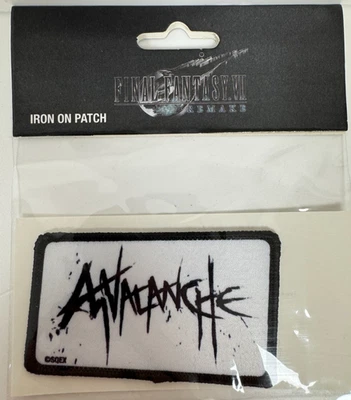 FINAL FANTASY VII
REMAKE
IRON ON PATCH
AVALANCHE
©SQEX